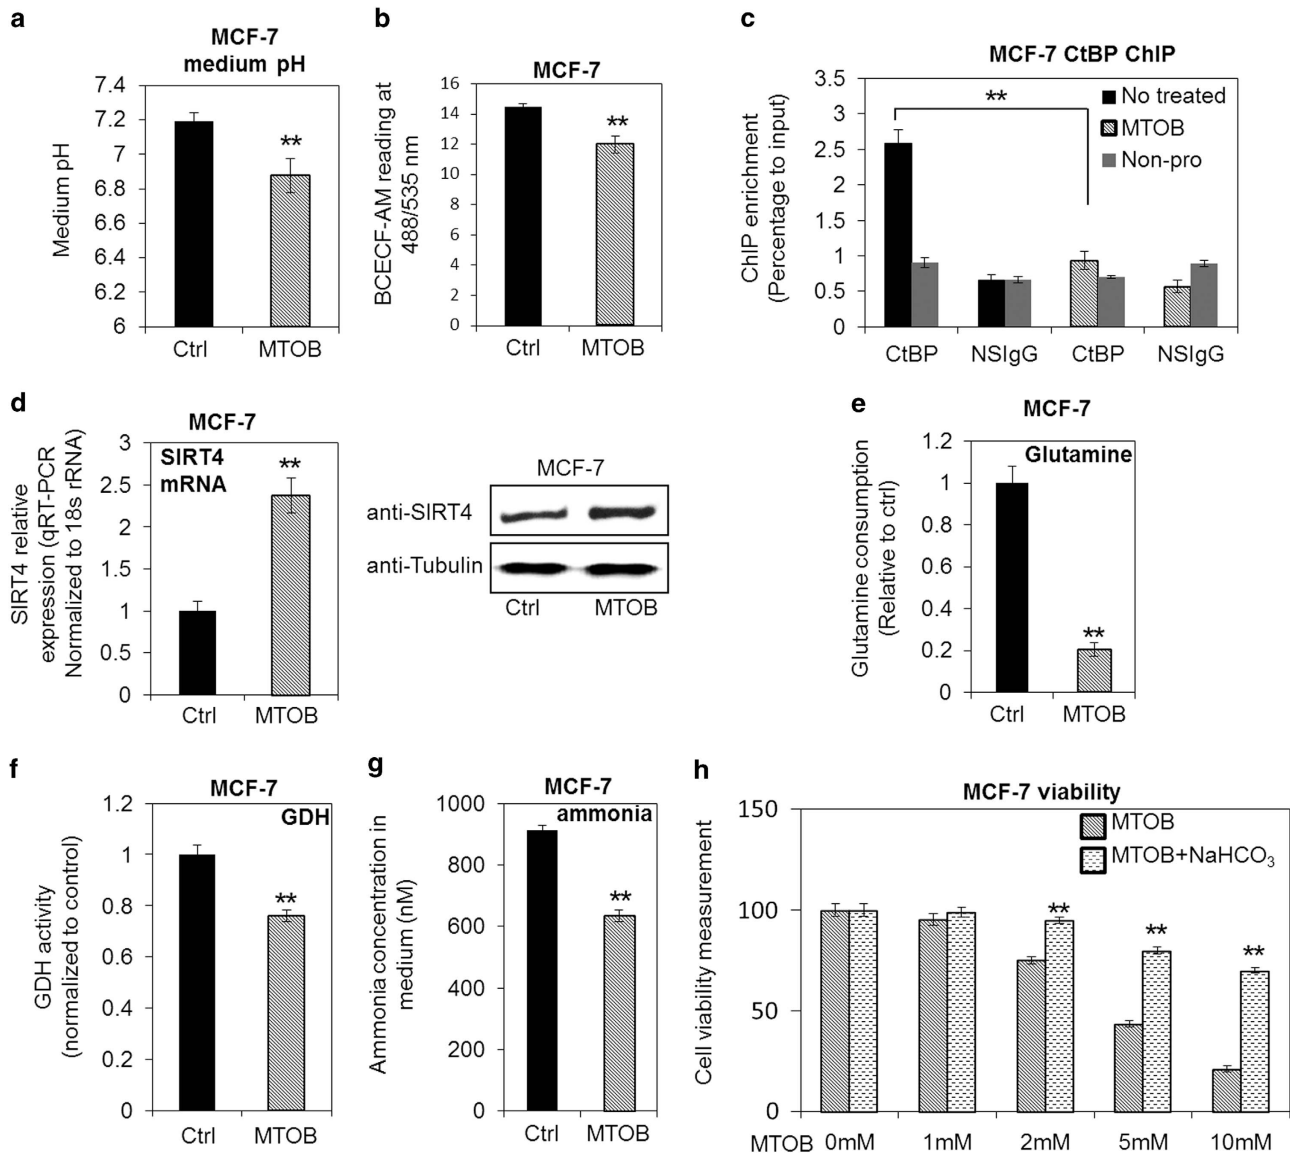 a
MCF-7
medium pH
Medium pH
7.4
7.2
7
6.8
6.6
6.4
6.2
6
**
Ctrl
MTOB
b
MCF-7
BCECF-AM reading at
488/535 nm
16
14
12
10
8
6
4
2
0
**
Ctrl
MTOB
c
MCF-7 CtBP ChIP
ChIP enrichment
(Percentage to input)
3.5
3
2.5
2
1.5
1
0.5
0
**
No treated
MTOB
Non-pro
CtBP
NSIgG
CtBP
NSIgG
d
MCF-7
SIRT4 relative
expression (qRT-PCR
Normalized to 18s rRNA)
3
2.5
2
1.5
1
0.5
0
SIRT4
mRNA
**
Ctrl
MTOB
MCF-7
anti-SIRT4
anti-Tubulin
Ctrl
MTOB
e
MCF-7
Glutamine consumption
(Relative to ctrl)
1.2
1
0.8
0.6
0.4
0.2
0
Glutamine
**
Ctrl
MTOB
f
MCF-7
GDH activity
(normalized to control)
1.2
1
0.8
0.6
0.4
0.2
0
GDH
**
Ctrl
MTOB
g
MCF-7
Ammonia concentration in
medium (nM)
1000
800
600
400
200
0
ammonia
**
Ctrl
MTOB
h
MCF-7 viability
Cell viability measurement
150
100
50
0
MTOB
MTOB+NaHCO₃
**
**
**
MTOB 0mM 1mM 2mM 5mM 10mM